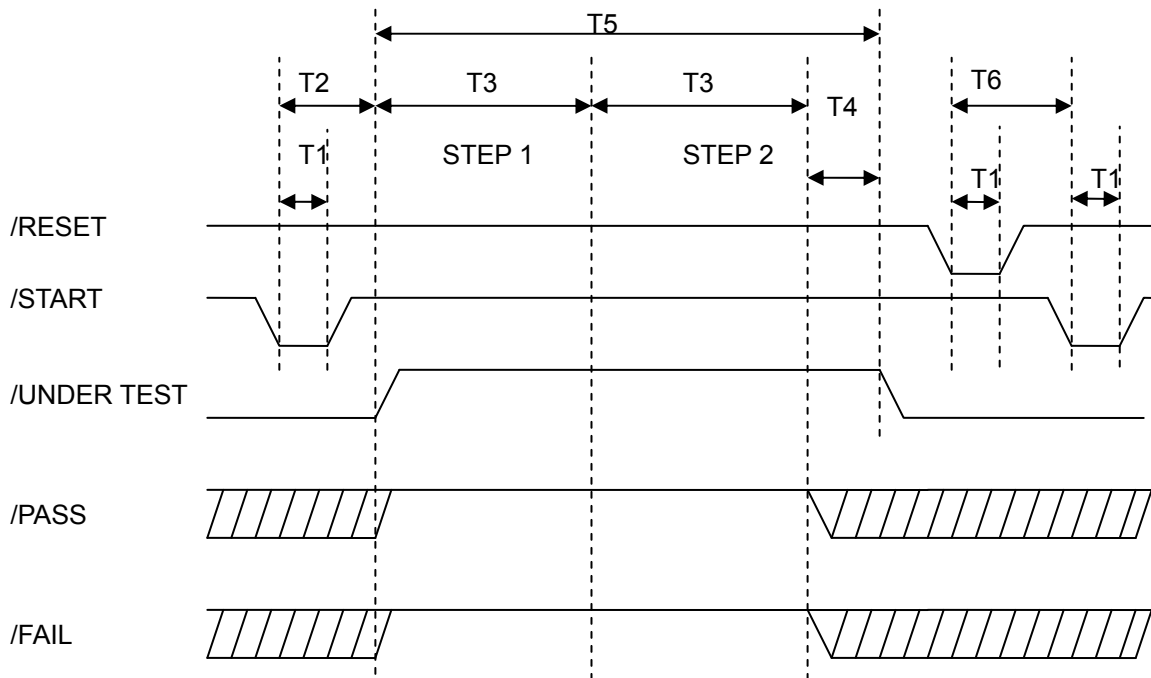 T5
T2 T3 T3 T4 T6
T1 STEP 1 STEP 2 T1 T1
/RESET
/START
/UNDER TEST
/PASS
/FAIL